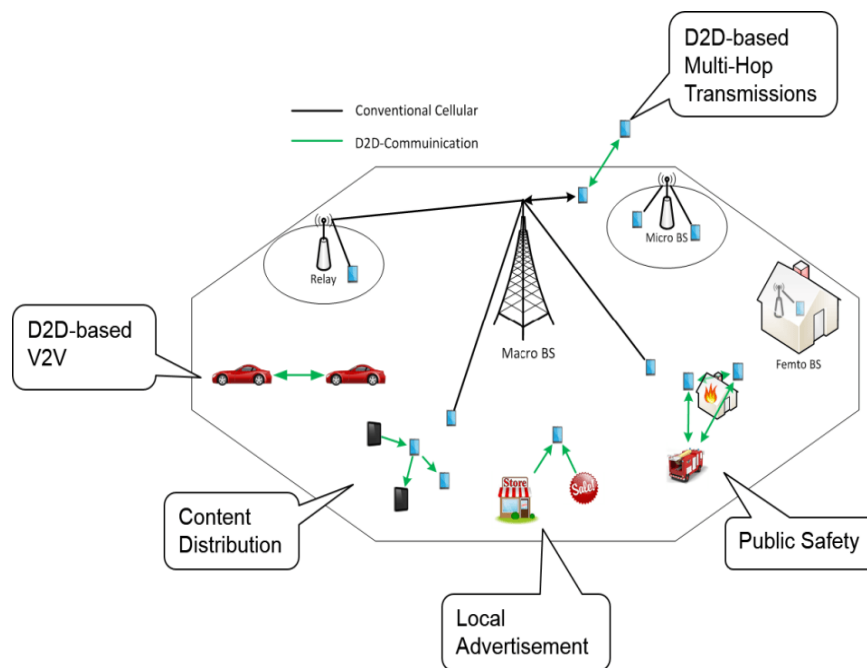 D2D-based
Multi-Hop
Transmissions
Conventional Cellular
D2D-Commuinication
Micro BS
Relay
D2D-based
V2V
Macro BS
Femto BS
Store
Sale!
Content
Distribution
Public Safety
Local
Advertisement